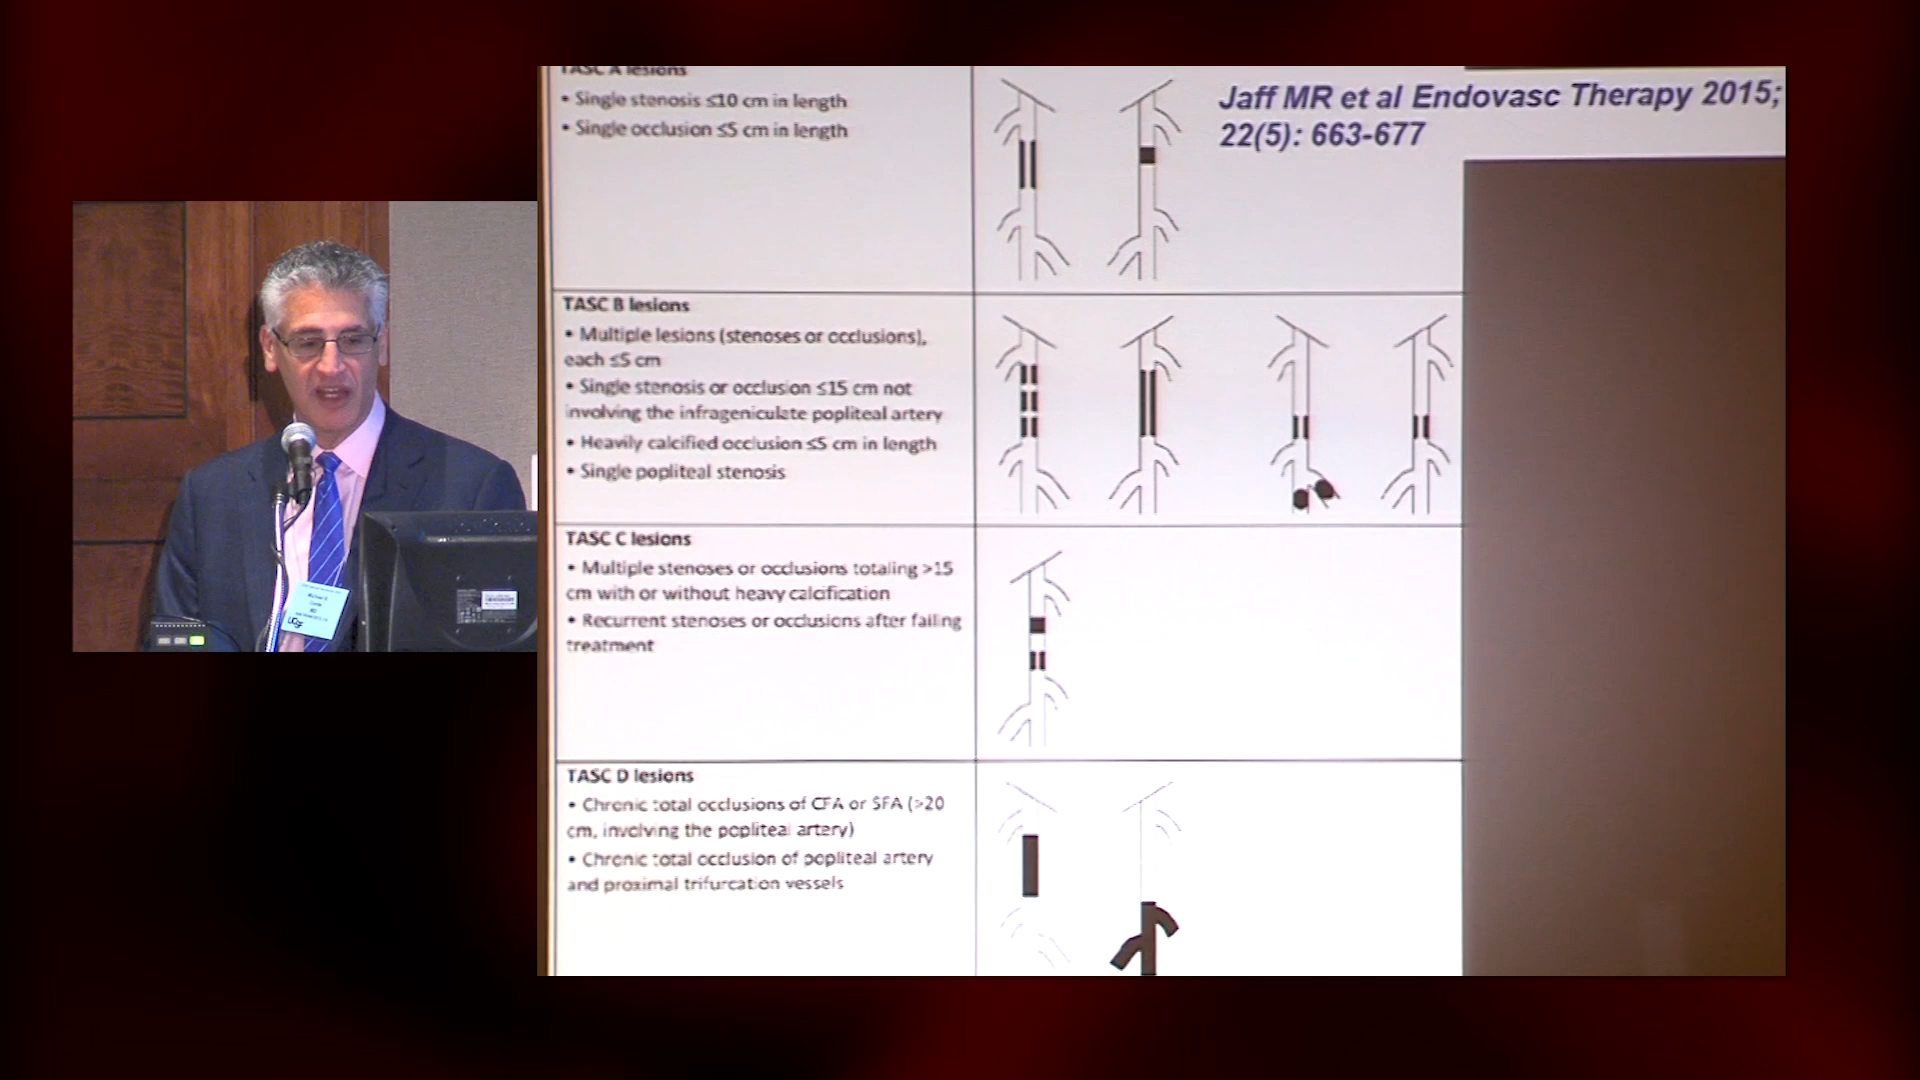 TASC A lesions
• Single stenosis ≤10 cm in length
• Single occlusion ≤5 cm in length
Jaff MR et al Endovasc Therapy 2015;
22(5): 663-677
TASC B lesions
• Multiple lesions (stenoses or occlusions),
each ≤5 cm
• Single stenosis or occlusion ≤15 cm not
involving the infrageniculate popliteal artery
• Heavily calcified occlusion ≤5 cm in length
• Single popliteal stenosis
TASC C lesions
• Multiple stenoses or occlusions totaling >15
cm with or without heavy calcification
• Recurrent stenoses or occlusions after failing
treatment
TASC D lesions
• Chronic total occlusions of CFA or SFA (>20
cm, involving the popliteal artery)
• Chronic total occlusion of popliteal artery
and proximal trifurcation vessels
Michael S.
MD
UCSF